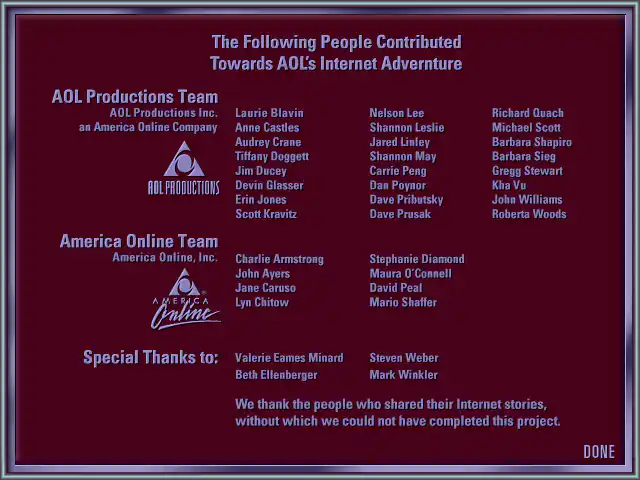 The Following People Contributed
Towards AOL's Internet Advernture
AOL Productions Team
AOL Productions Inc.
an America Online Company
AOL PRODUCTIONS
Laurie Blavin Nelson Lee Richard Quach
Anne Castles Shannon Leslie Michael Scott
Audrey Crane Jared Linfey Barbara Shapiro
Tiffany Doggett Shannon May Barbara Sieg
Jim Ducey Carrie Peng Gregg Stewart
Devin Glasser Dan Poynor Kha Vu
Erin Jones Dave Pributsky John Williams
Scott Kravitz Dave Prusak Roberta Woods
America Online Team
America Online, Inc.
AMERICA
Online
Charlie Armstrong Stephanie Diamond
John Ayers Maura O'Connell
Jane Caruso David Peal
Lyn Chitow Mario Shaffer
Special Thanks to:
Valerie Eames Minard Steven Weber
Beth Ellenberger Mark Winkler
We thank the people who shared their Internet stories,
without which we could not have completed this project.
DONE